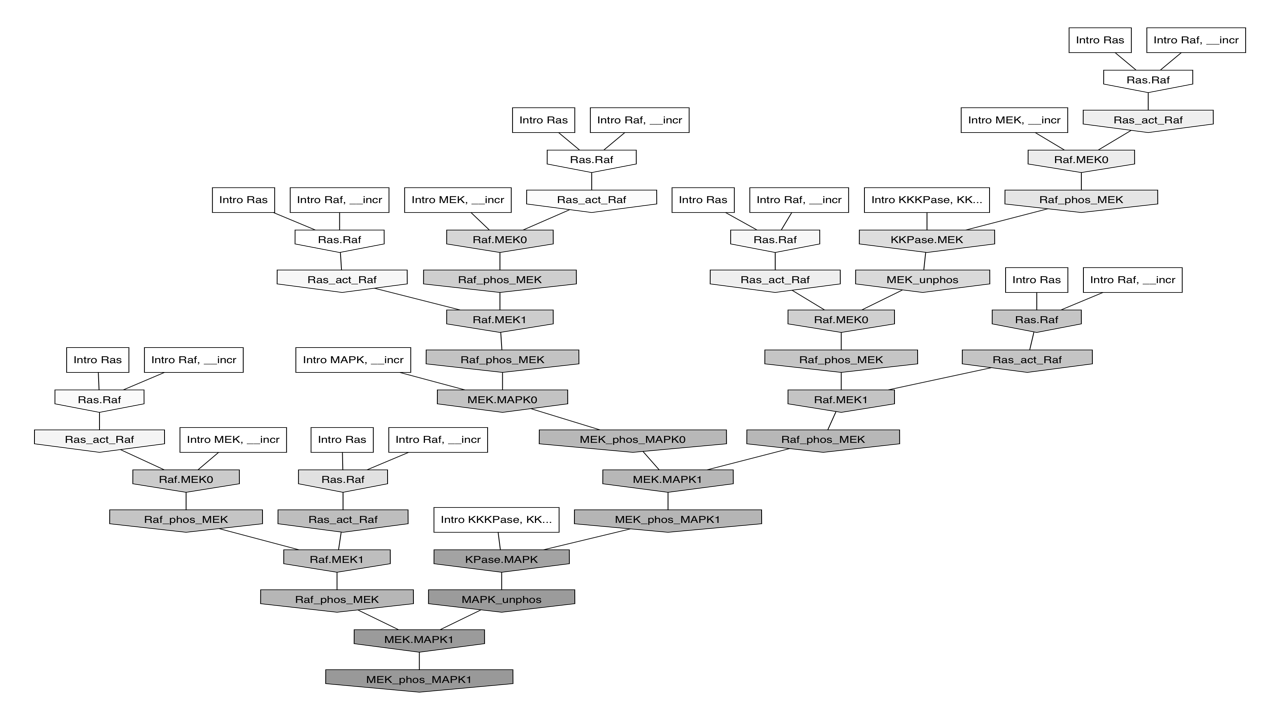 Intro Ras
Intro Raf, __incr
Ras.Raf
Intro Ras
Intro Raf, __incr
Intro MEK, __incr
Ras_act_Raf
Ras.Raf
Raf.MEK0
Intro Ras
Intro Raf, __incr
Intro MEK, __incr
Ras_act_Raf
Intro Ras
Intro Raf, __incr
Intro KKKPase, KK...
Raf_phos_MEK
Ras.Raf
Raf.MEK0
Ras.Raf
KKPase.MEK
Ras_act_Raf
Raf_phos_MEK
Ras_act_Raf
MEK_unphos
Intro Ras
Intro Raf, __incr
Raf.MEK1
Raf.MEK0
Ras.Raf
Intro Ras
Intro Raf, __incr
Intro MAPK, __incr
Raf_phos_MEK
Raf_phos_MEK
Ras_act_Raf
Ras.Raf
MEK.MAPK0
Raf.MEK1
Ras_act_Raf
Intro MEK, __incr
Intro Ras
Intro Raf, __incr
MEK_phos_MAPK0
Raf_phos_MEK
Raf.MEK0
Ras.Raf
MEK.MAPK1
Raf_phos_MEK
Ras_act_Raf
Intro KKKPase, KK...
MEK_phos_MAPK1
Raf.MEK1
KPase.MAPK
Raf_phos_MEK
MAPK_unphos
MEK.MAPK1
MEK_phos_MAPK1